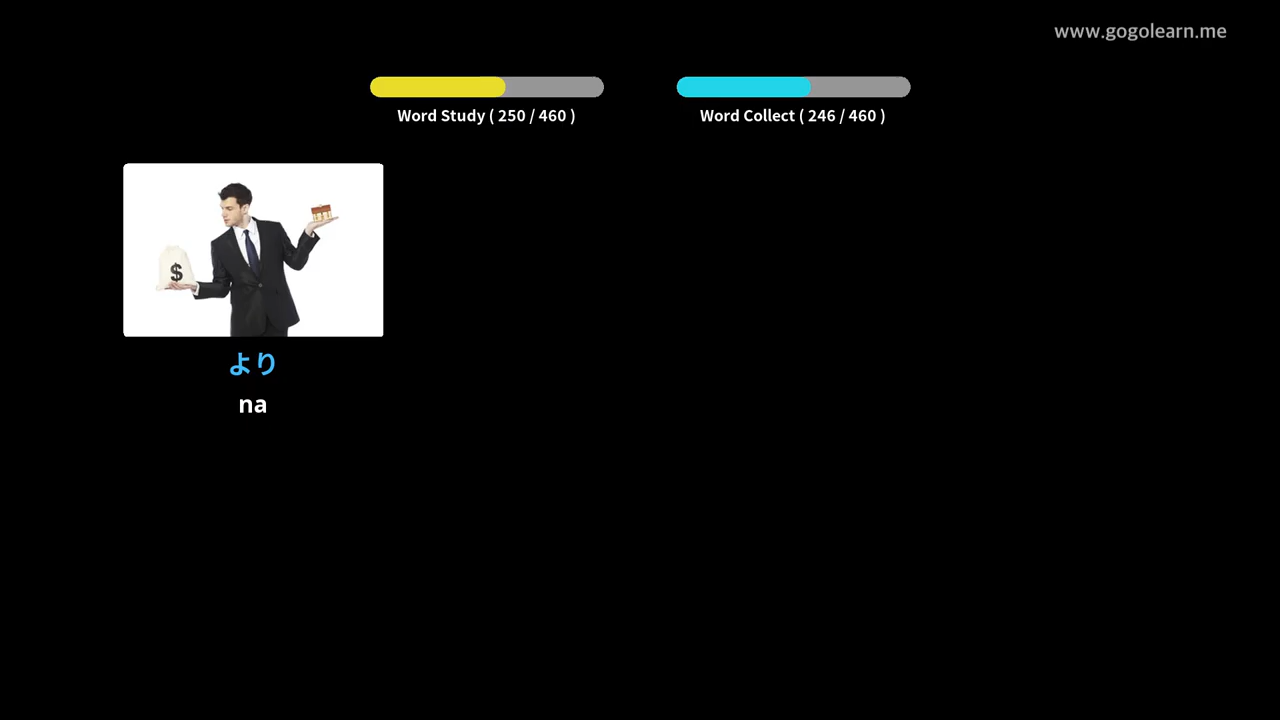 www.gogolearn.me
Word Study ( 250 / 460 )
Word Collect ( 246 / 460 )
$
より
na